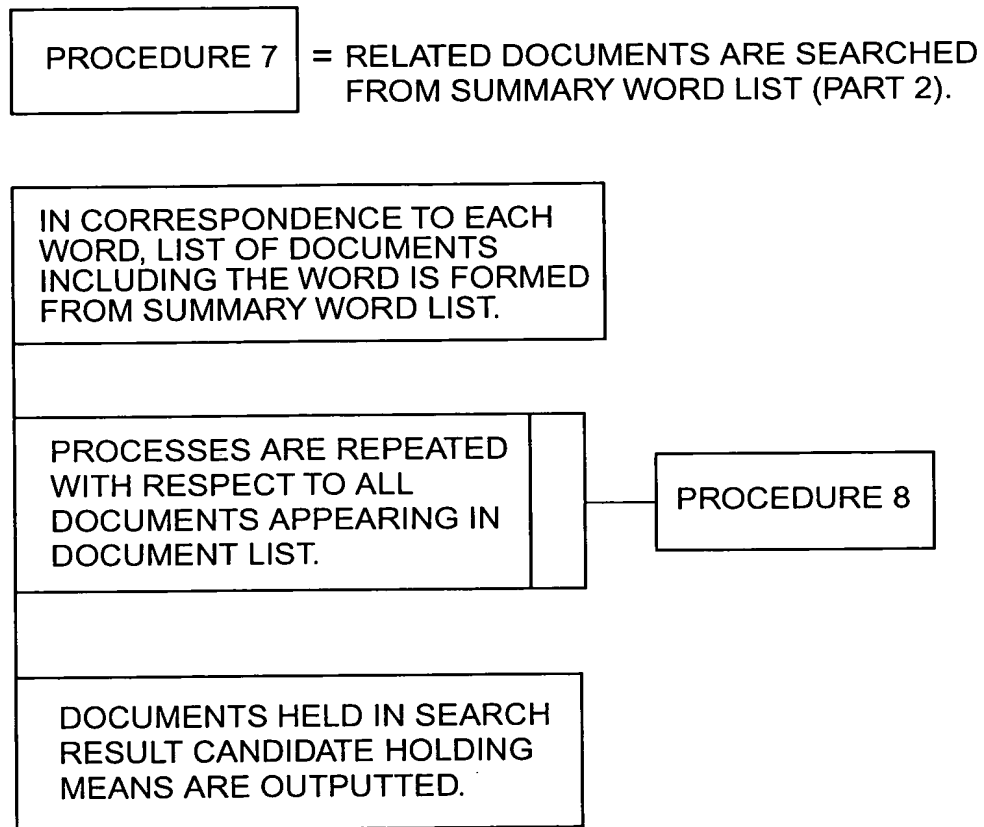 PROCEDURE 7 = RELATED DOCUMENTS ARE SEARCHED
FROM SUMMARY WORD LIST (PART 2).
IN CORRESPONDENCE TO EACH
WORD, LIST OF DOCUMENTS
INCLUDING THE WORD IS FORMED
FROM SUMMARY WORD LIST.
PROCESSES ARE REPEATED
WITH RESPECT TO ALL
DOCUMENTS APPEARING IN
DOCUMENT LIST.
PROCEDURE 8
DOCUMENTS HELD IN SEARCH
RESULT CANDIDATE HOLDING
MEANS ARE OUTPUTTED.